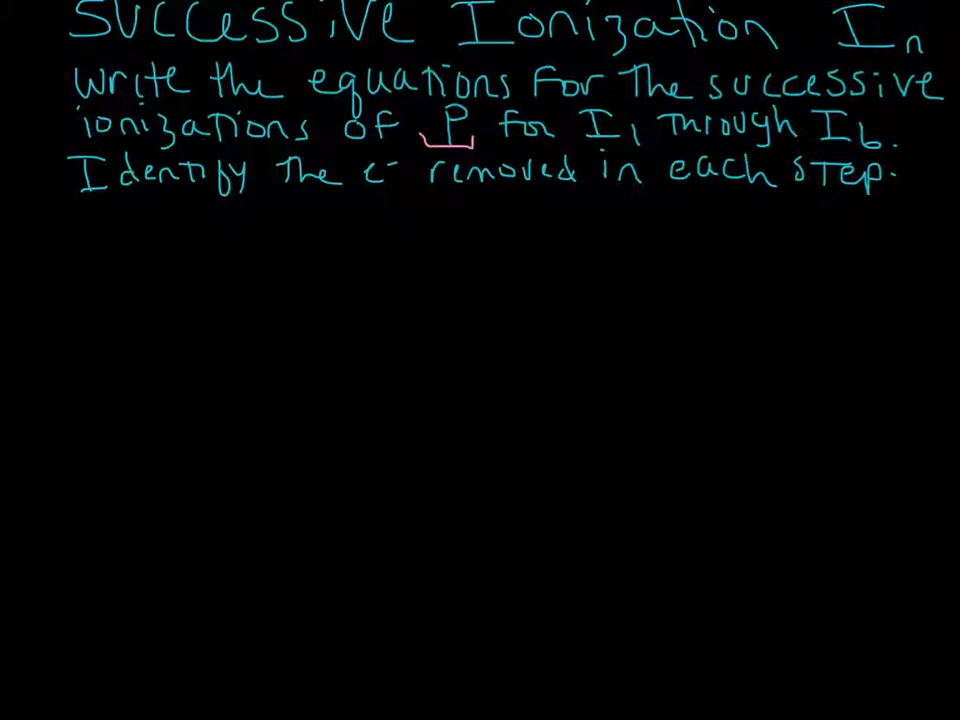 Successive Ionization In
write the equations for the successive
ionizations of P for I1 through I6.
Identify the e- removed in each step.